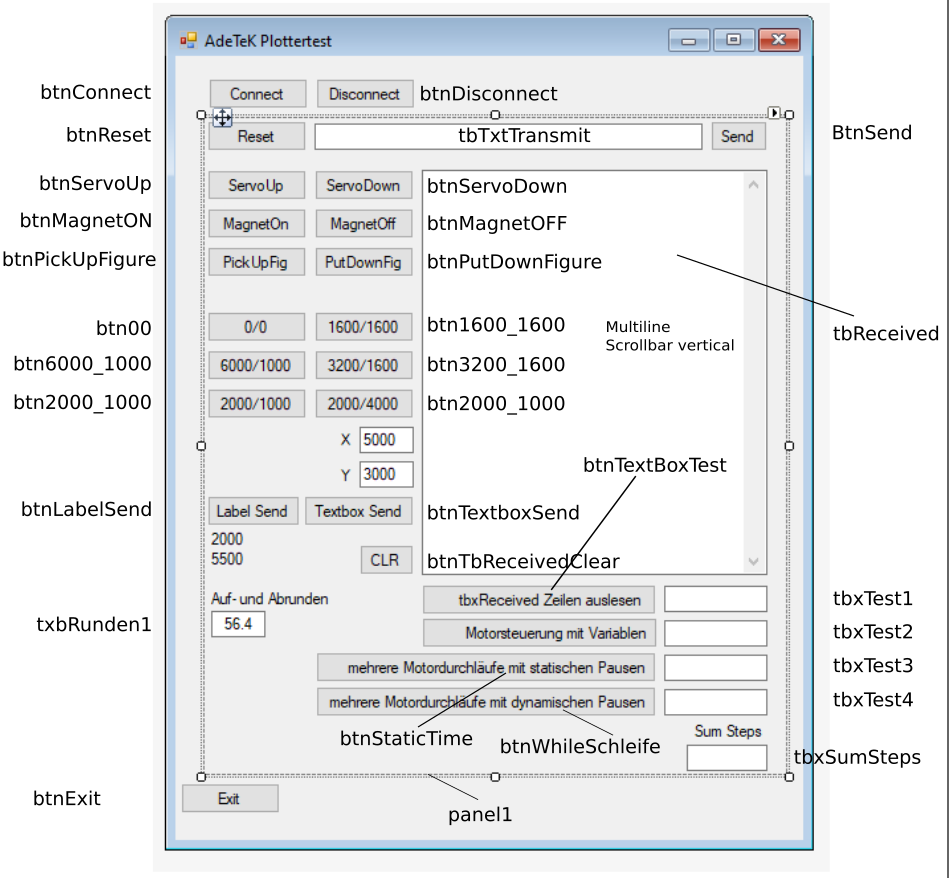 AdeTeK Plottertest
btnConnect Connect Disconnect btnDisconnect
btnReset Reset tbTxtTransmit Send BtnSend
btnServoUp ServoUp ServoDown btnServoDown
btnMagnetON MagnetOn MagnetOff btnMagnetOFF
btnPickUpFigure PickUpFig PutDownFig btnPutDownFigure
btn00 0/0 1600/1600 btn1600_1600 Multiline
Scrollbar vertical
tbReceived
btn6000_1000 6000/1000 3200/1600 btn3200_1600
btn2000_1000 2000/1000 2000/4000 btn2000_1000
X 5000
btnTextBoxTest
Y 3000
btnLabelSend Label Send Textbox Send btnTextboxSend
2000
5500 CLR btnTbReceivedClear
Auf- und Abrunden tbxReceived Zeilen auslesen tbxTest1
txbRunden1 56.4 Motorsteuerung mit Variablen tbxTest2
mehrere Motordurchläufe mit statischen Pausen tbxTest3
mehrere Motordurchläufe mit dynamischen Pausen tbxTest4
btnStaticTime btnWhileSchleife Sum Steps
tbxSumSteps
btnExit Exit
panel1